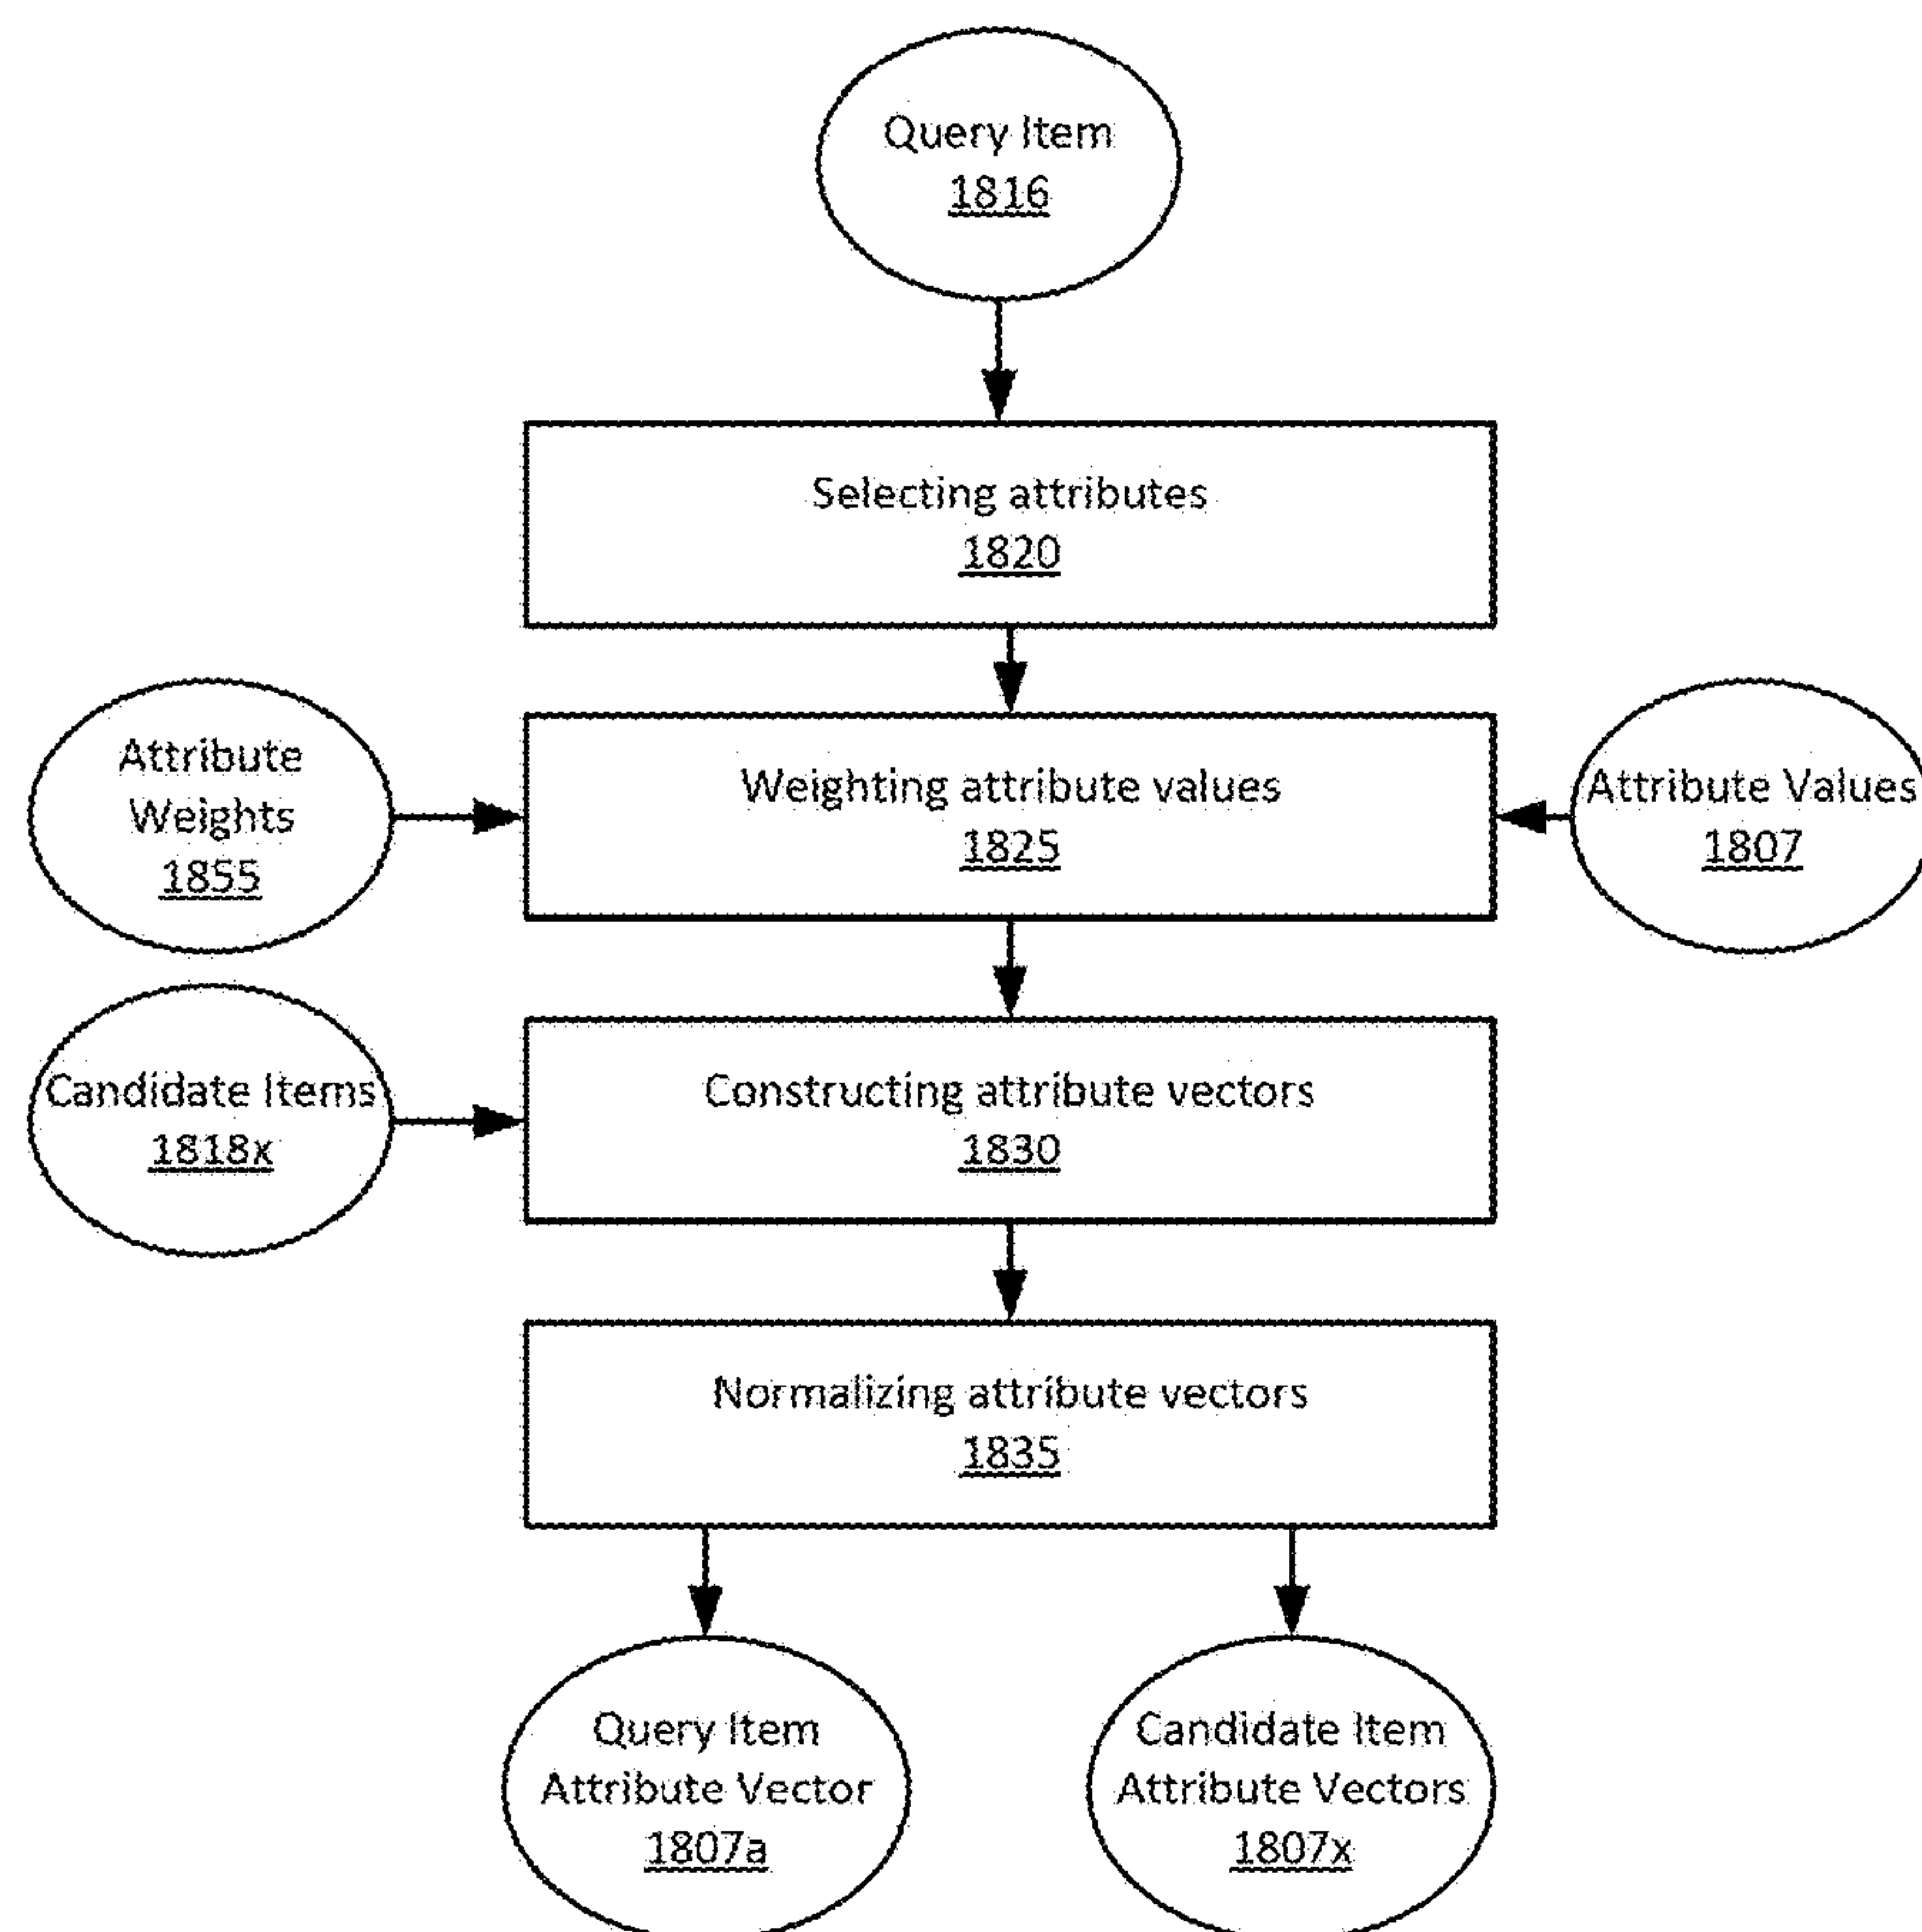 Query Item
1816
Selecting attributes
1820
Attribute
Weights
1855
Weighting attribute values
1825
Attribute Values
1807
Candidate Items
1818x
Constructing attribute vectors
1830
Normalizing attribute vectors
1835
Query Item
Attribute Vector
1807a
Candidate Item
Attribute Vectors
1807x